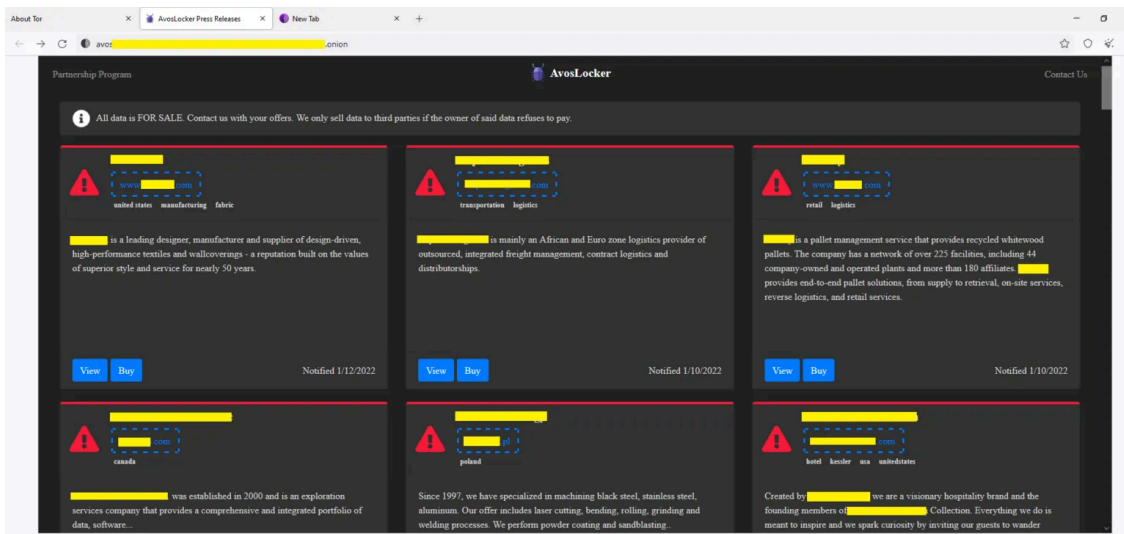 About Tor
AvosLocker Press Releases
New Tab
avos .onion
Partnership Program
AvosLocker
Contact Us
All data is FOR SALE. Contact us with your offers. We only sell data to third parties if the owner of said data refuses to pay.
www. com
united states manufacturing fabric
is a leading designer, manufacturer and supplier of design-driven,
high-performance textiles and wallcoverings - a reputation built on the values
of superior style and service for nearly 50 years.
View Buy
Notified 1/12/2022
.com
transportation logistics
is mainly an African and Euro zone logistics provider of
outsourced, integrated freight management, contract logistics and
distributorships.
View Buy
Notified 1/10/2022
www. com
retail logistics
is a pallet management service that provides recycled whitewood
pallets. The company has a network of over 225 facilities, including 44
company-owned and operated plants and more than 180 affiliates.
provides end-to-end pallet solutions, from supply to retrieval, on-site services,
reverse logistics, and retail services.
View Buy
Notified 1/10/2022
.com
canada
was established in 2000 and is an exploration
services company that provides a comprehensive and integrated portfolio of
data, software...
.pl
poland
Since 1997, we have specialized in machining black steel, stainless steel,
aluminum. Our offer includes laser cutting, bending, rolling, grinding and
welding processes. We perform powder coating and sandblasting..
.com
hotel kessler usa unitedstates
Created by we are a visionary hospitality brand and the
founding members of Collection. Everything we do is
meant to inspire and we spark curiosity by inviting our guests to wander